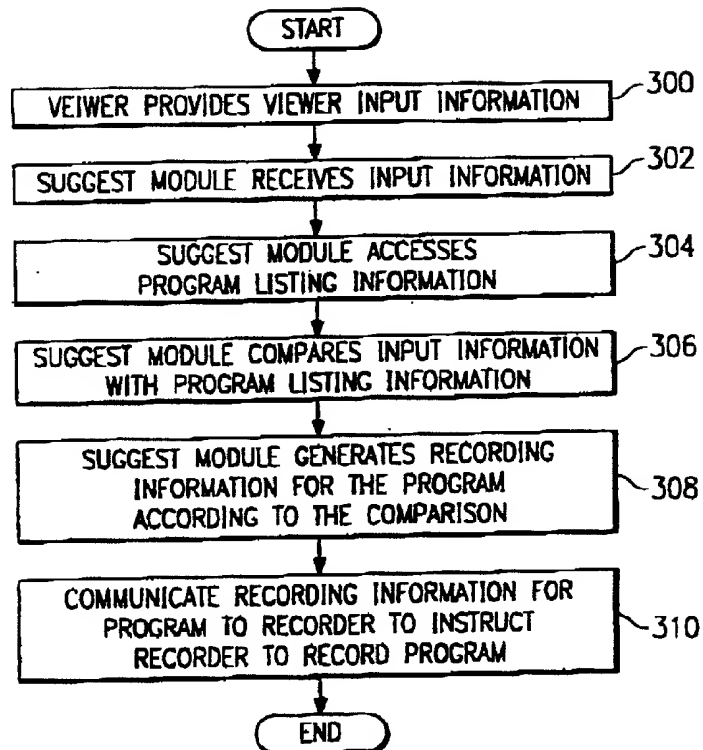 START
VEIWER PROVIDES VIEWER INPUT INFORMATION
300
SUGGEST MODULE RECEIVES INPUT INFORMATION
302
SUGGEST MODULE ACCESSES
PROGRAM LISTING INFORMATION
304
SUGGEST MODULE COMPARES INPUT INFORMATION
WITH PROGRAM LISTING INFORMATION
306
SUGGEST MODULE GENERATES RECORDING
INFORMATION FOR THE PROGRAM
ACCORDING TO THE COMPARISON
308
COMMUNICATE RECORDING INFORMATION FOR
PROGRAM TO RECORDER TO INSTRUCT
RECORDER TO RECORD PROGRAM
310
END